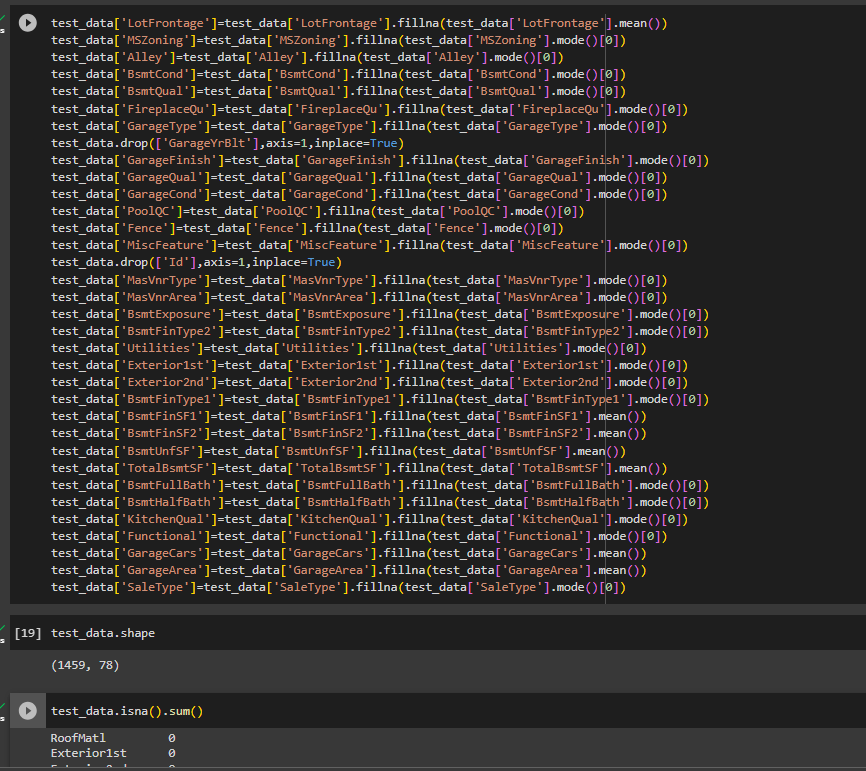 test_data['LotFrontage']=test_data['LotFrontage'].fillna(test_data['LotFrontage'].mean())
test_data['MSZoning']=test_data['MSZoning'].fillna(test_data['MSZoning'].mode()[0])
test_data['Alley']=test_data['Alley'].fillna(test_data['Alley'].mode()[0])
test_data['BsmtCond']=test_data['BsmtCond'].fillna(test_data['BsmtCond'].mode()[0])
test_data['BsmtQual']=test_data['BsmtQual'].fillna(test_data['BsmtQual'].mode()[0])
test_data['FireplaceQu']=test_data['FireplaceQu'].fillna(test_data['FireplaceQu'].mode()[0])
test_data['GarageType']=test_data['GarageType'].fillna(test_data['GarageType'].mode()[0])
test_data.drop(['GarageYrBlt'],axis=1,inplace=True)
test_data['GarageFinish']=test_data['GarageFinish'].fillna(test_data['GarageFinish'].mode()[0])
test_data['GarageQual']=test_data['GarageQual'].fillna(test_data['GarageQual'].mode()[0])
test_data['GarageCond']=test_data['GarageCond'].fillna(test_data['GarageCond'].mode()[0])
test_data['PoolQC']=test_data['PoolQC'].fillna(test_data['PoolQC'].mode()[0])
test_data['Fence']=test_data['Fence'].fillna(test_data['Fence'].mode()[0])
test_data['MiscFeature']=test_data['MiscFeature'].fillna(test_data['MiscFeature'].mode()[0])
test_data.drop(['Id'],axis=1,inplace=True)
test_data['MasVnrType']=test_data['MasVnrType'].fillna(test_data['MasVnrType'].mode()[0])
test_data['MasVnrArea']=test_data['MasVnrArea'].fillna(test_data['MasVnrArea'].mode()[0])
test_data['BsmtExposure']=test_data['BsmtExposure'].fillna(test_data['BsmtExposure'].mode()[0])
test_data['BsmtFinType2']=test_data['BsmtFinType2'].fillna(test_data['BsmtFinType2'].mode()[0])
test_data['Utilities']=test_data['Utilities'].fillna(test_data['Utilities'].mode()[0])
test_data['Exterior1st']=test_data['Exterior1st'].fillna(test_data['Exterior1st'].mode()[0])
test_data['Exterior2nd']=test_data['Exterior2nd'].fillna(test_data['Exterior2nd'].mode()[0])
test_data['BsmtFinType1']=test_data['BsmtFinType1'].fillna(test_data['BsmtFinType1'].mode()[0])
test_data['BsmtFinSF1']=test_data['BsmtFinSF1'].fillna(test_data['BsmtFinSF1'].mean())
test_data['BsmtFinSF2']=test_data['BsmtFinSF2'].fillna(test_data['BsmtFinSF2'].mean())
test_data['BsmtUnfSF']=test_data['BsmtUnfSF'].fillna(test_data['BsmtUnfSF'].mean())
test_data['TotalBsmtSF']=test_data['TotalBsmtSF'].fillna(test_data['TotalBsmtSF'].mean())
test_data['BsmtFullBath']=test_data['BsmtFullBath'].fillna(test_data['BsmtFullBath'].mode()[0])
test_data['BsmtHalfBath']=test_data['BsmtHalfBath'].fillna(test_data['BsmtHalfBath'].mode()[0])
test_data['KitchenQual']=test_data['KitchenQual'].fillna(test_data['KitchenQual'].mode()[0])
test_data['Functional']=test_data['Functional'].fillna(test_data['Functional'].mode()[0])
test_data['GarageCars']=test_data['GarageCars'].fillna(test_data['GarageCars'].mean())
test_data['GarageArea']=test_data['GarageArea'].fillna(test_data['GarageArea'].mean())
test_data['SaleType']=test_data['SaleType'].fillna(test_data['SaleType'].mode()[0])
[19] test_data.shape
(1459, 78)
test_data.isna().sum()
RoofMatl 0
Exterior1st 0